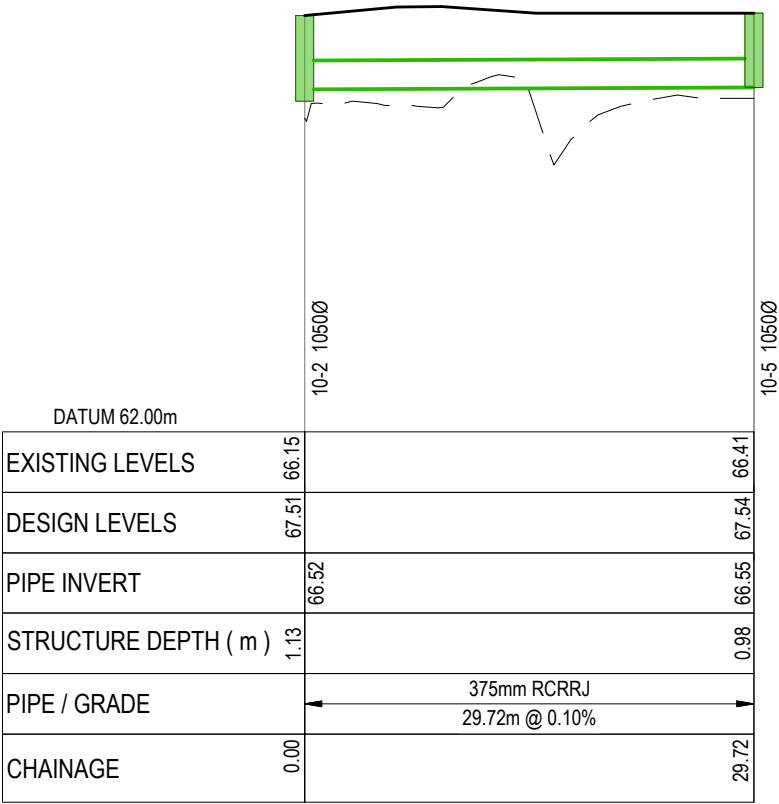 10-2 1050Ø
10-5 1050Ø
DATUM 62.00m
EXISTING LEVELS 66.15 66.41
DESIGN LEVELS 67.51 67.54
PIPE INVERT 66.52 66.55
STRUCTURE DEPTH ( m ) 1.13 0.98
PIPE / GRADE 375mm RCRRJ
29.72m @ 0.10%
CHAINAGE 0.00 29.72